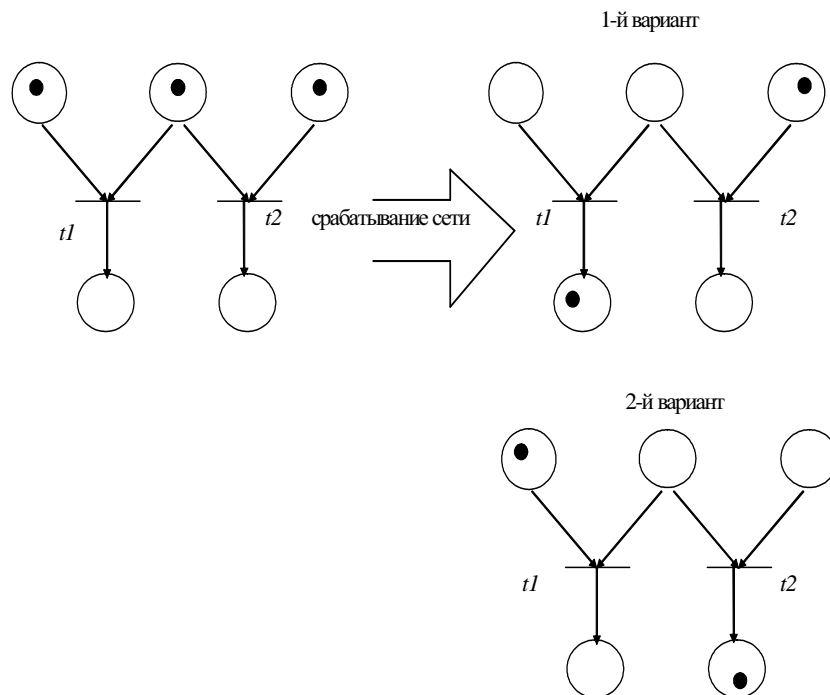 1-й вариант
t1
t2
срабатывание сети
t1
t2
2-й вариант
t1
t2